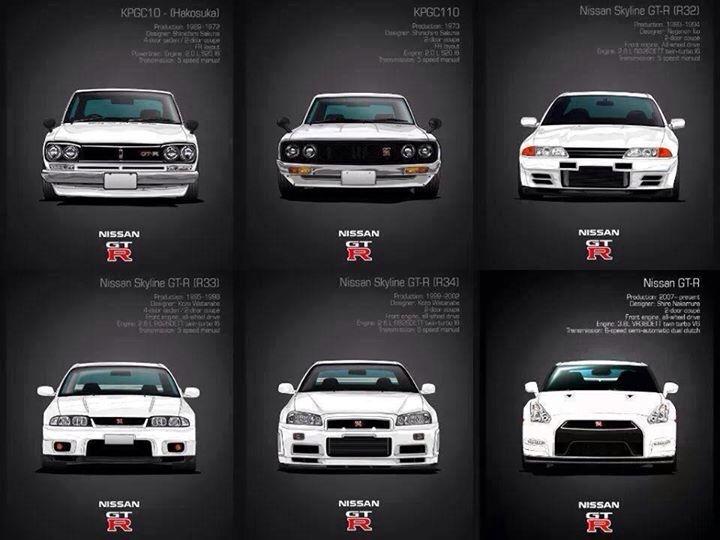 KPGC10 - (Hakosuka)
Production: 1969-1972
Designer: Shinichiro Sakurai
4-door sedan / 2-door coupe
FR layout
Powertrain: Engine: 2.0 L S20 I6
Transmission: 5 speed manual
GT-R
NISSAN
GT
R
KPGC110
Production: 1973
Designer: Shinichiro Sakurai
2-door coupe
FR layout
Engine: 2.0 L S20 I6
Transmission: 5 speed manual
NISSAN
GT
R
Nissan Skyline GT-R (R32)
Production: 1989-1994
Designer: Naganori Ito
2-door coupe
Front engine, All-wheel drive
Engine: 2.6 L RB26DETT twin-turbo I6
Transmission: 5 speed manual
NISSAN
GT
R
Nissan Skyline GT-R (R33)
Production: 1995-1998
Designer: Kozo Watanabe
4-door sedan / 2-door coupe
Front engine, all-wheel drive
Engine: 2.6 L RB26DETT twin-turbo I6
Transmission: 5 speed manual
NISSAN
GT
R
Nissan Skyline GT-R (R34)
Production: 1999-2002
Designer: Kozo Watanabe
2-door coupe
Front engine, all-wheel drive
Engine: 2.6 L RB26DETT twin-turbo I6
Transmission: 5 speed manual
NISSAN
GT
R
Nissan GT-R
Production: 2007- present
Designer: Shiro Nakamura
2-door coupe
Front engine, all-wheel drive
Engine: 3.8L VR38DETT twin-turbo V6
Transmission: 6-speed semi-automatic dual clutch
NISSAN
GT
R